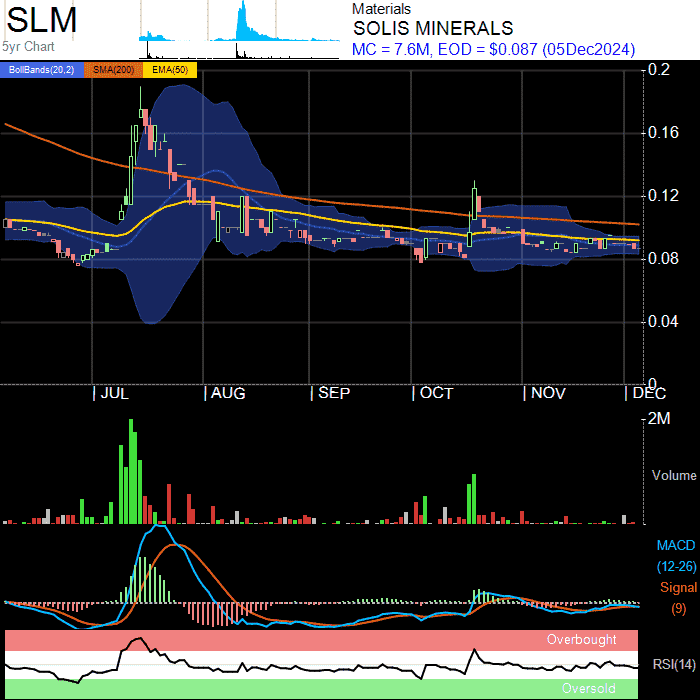 SLM
5yr Chart
Materials
SOLIS MINERALS
MC = 7.6M, EOD = $0.087 (05Dec2024)
BollBands(20,2) SMA(200) EMA(50)
0.2
0.16
0.12
0.08
0.04
0
JUL AUG SEP OCT NOV DEC
2M
Volume
MACD
(12-26)
Signal
(9)
Overbought
RSI(14)
Oversold